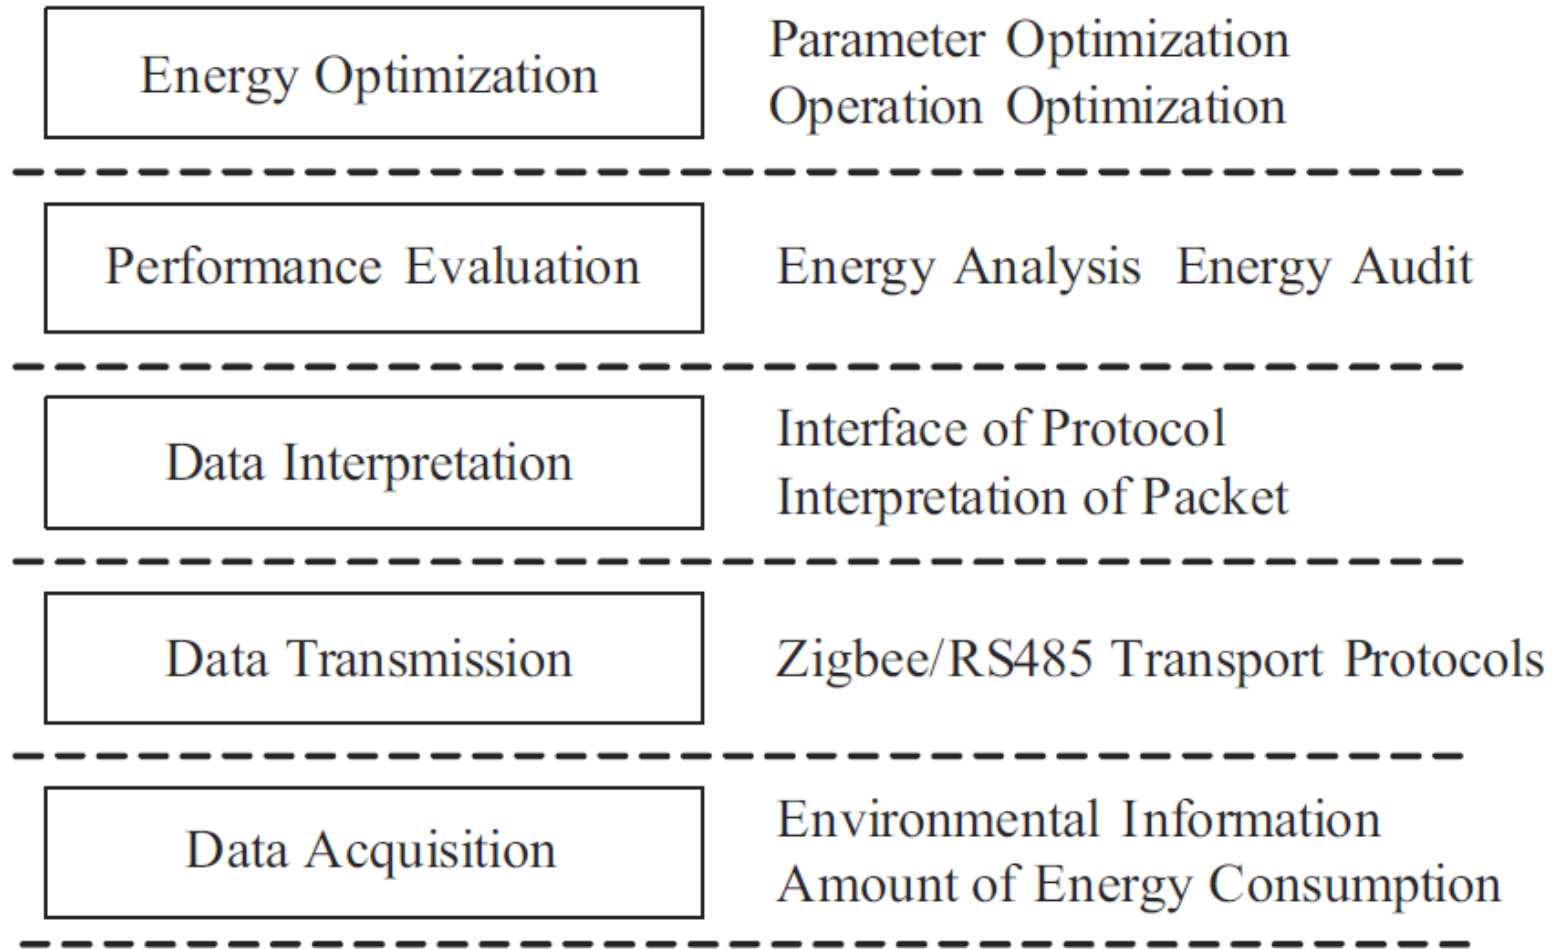 Energy Optimization
Parameter Optimization
Operation Optimization
Performance Evaluation
Energy Analysis Energy Audit
Data Interpretation
Interface of Protocol
Interpretation of Packet
Data Transmission
Zigbee/RS485 Transport Protocols
Data Acquisition
Environmental Information
Amount of Energy Consumption